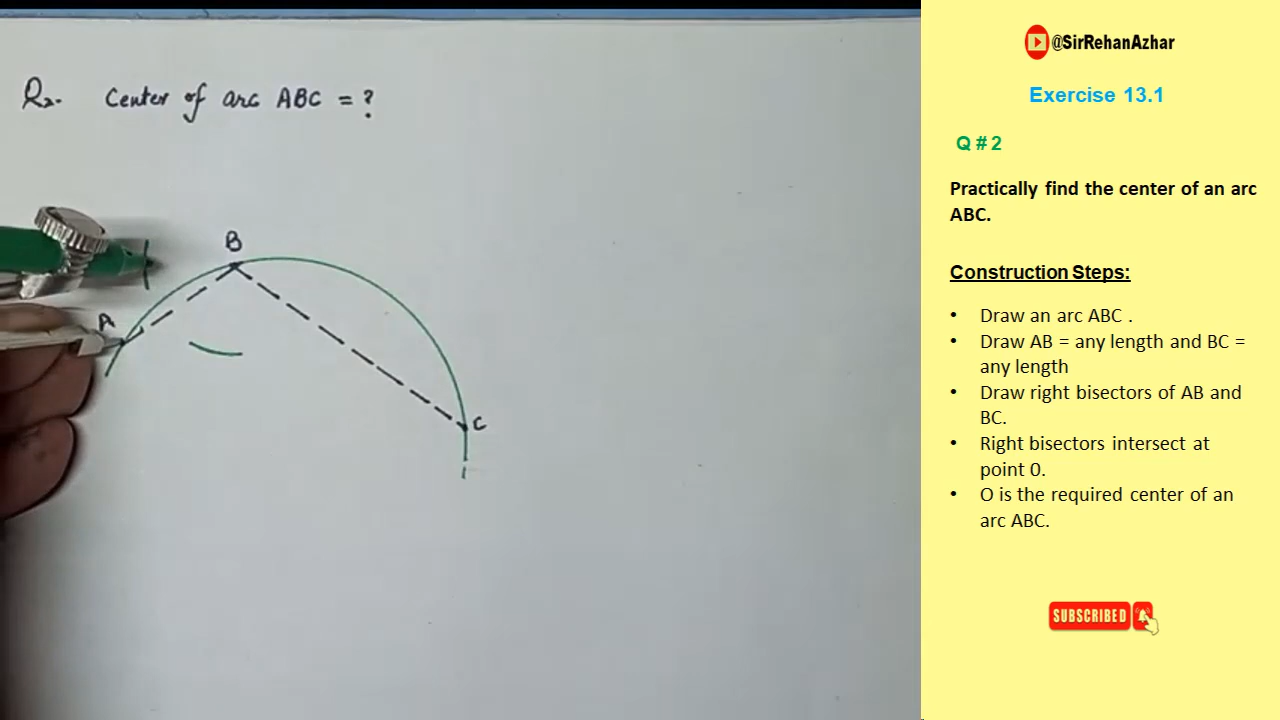 Q2. Center of arc ABC = ?
B
A
C
@SirRehanAzhar
Exercise 13.1
Q # 2
Practically find the center of an arc
ABC.
Construction Steps:
• Draw an arc ABC .
• Draw AB = any length and BC =
any length
• Draw right bisectors of AB and
BC.
• Right bisectors intersect at
point 0.
• O is the required center of an
arc ABC.
SUBSCRIBED